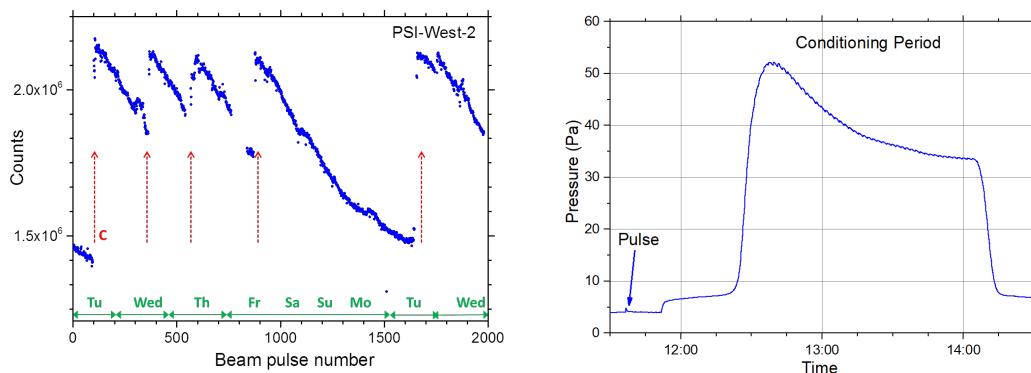 PSI-West-2
Counts
2.0x10⁶
1.5x10⁶
C
Tu Wed Th Fr Sa Su Mo Tu Wed
0 500 1000 1500 2000
Beam pulse number
Conditioning Period
Pressure (Pa)
60
50
40
30
20
10
0
Pulse
12:00 13:00 14:00
Time